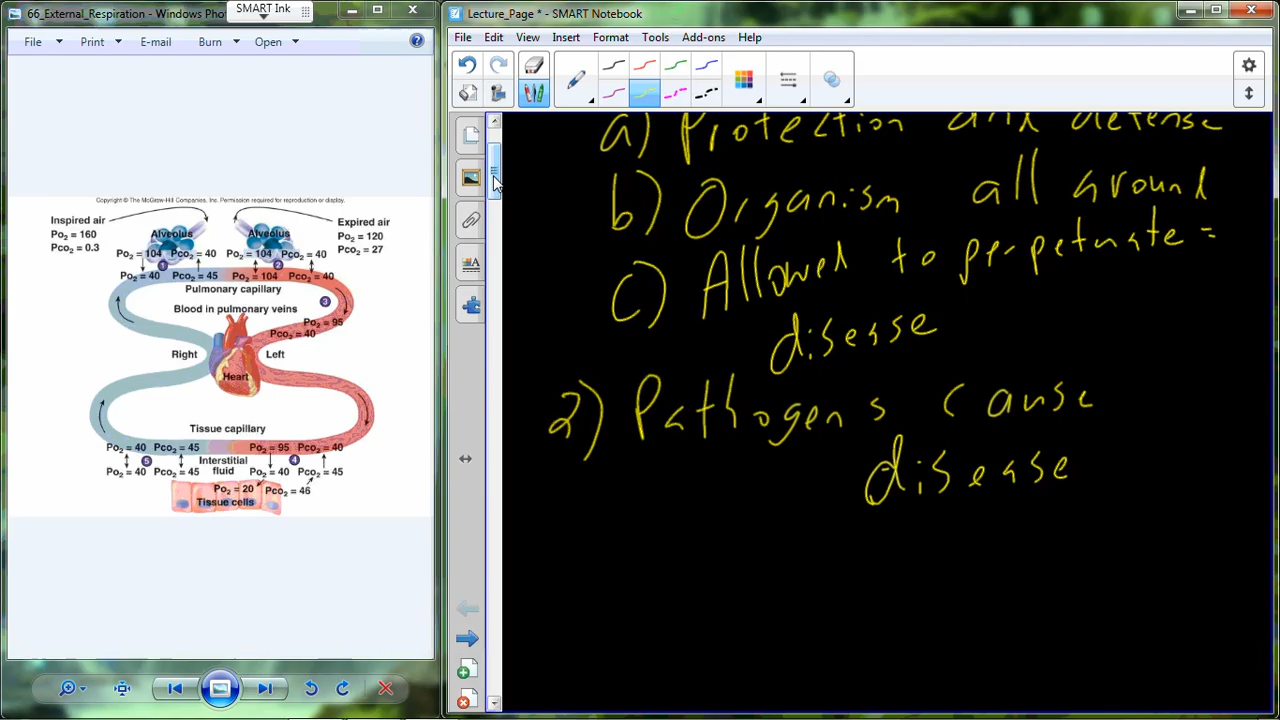 66_External_Respiration - Windows Pho
SMART Ink
File Print E-mail Burn Open
Copyright © The McGraw-Hill Companies, Inc. Permission required for reproduction or display.
Inspired air
Po2 = 160
Pco2 = 0.3
Alveolus
Alveolus
Expired air
Po2 = 120
Pco2 = 27
Po2 = 104 Pco2 = 40
Po2 = 104 Pco2 = 40
1
2
Po2 = 40 Pco2 = 45
Po2 = 104 Pco2 = 40
Pulmonary capillary
3
Blood in pulmonary veins
Po2 = 95
Pco2 = 40
Right
Left
Heart
Tissue capillary
Po2 = 40 Pco2 = 45
Po2 = 95 Pco2 = 40
5
Interstitial
fluid
4
Po2 = 40 Pco2 = 45
Po2 = 40 Pco2 = 45
Po2 = 20 Pco2 = 46
Tissue cells
Lecture_Page * - SMART Notebook
File Edit View Insert Format Tools Add-ons Help
a) Protection and defense
b) Organism all around
c) Allowed to perpetuate =
disease
2) Pathogens cause
disease